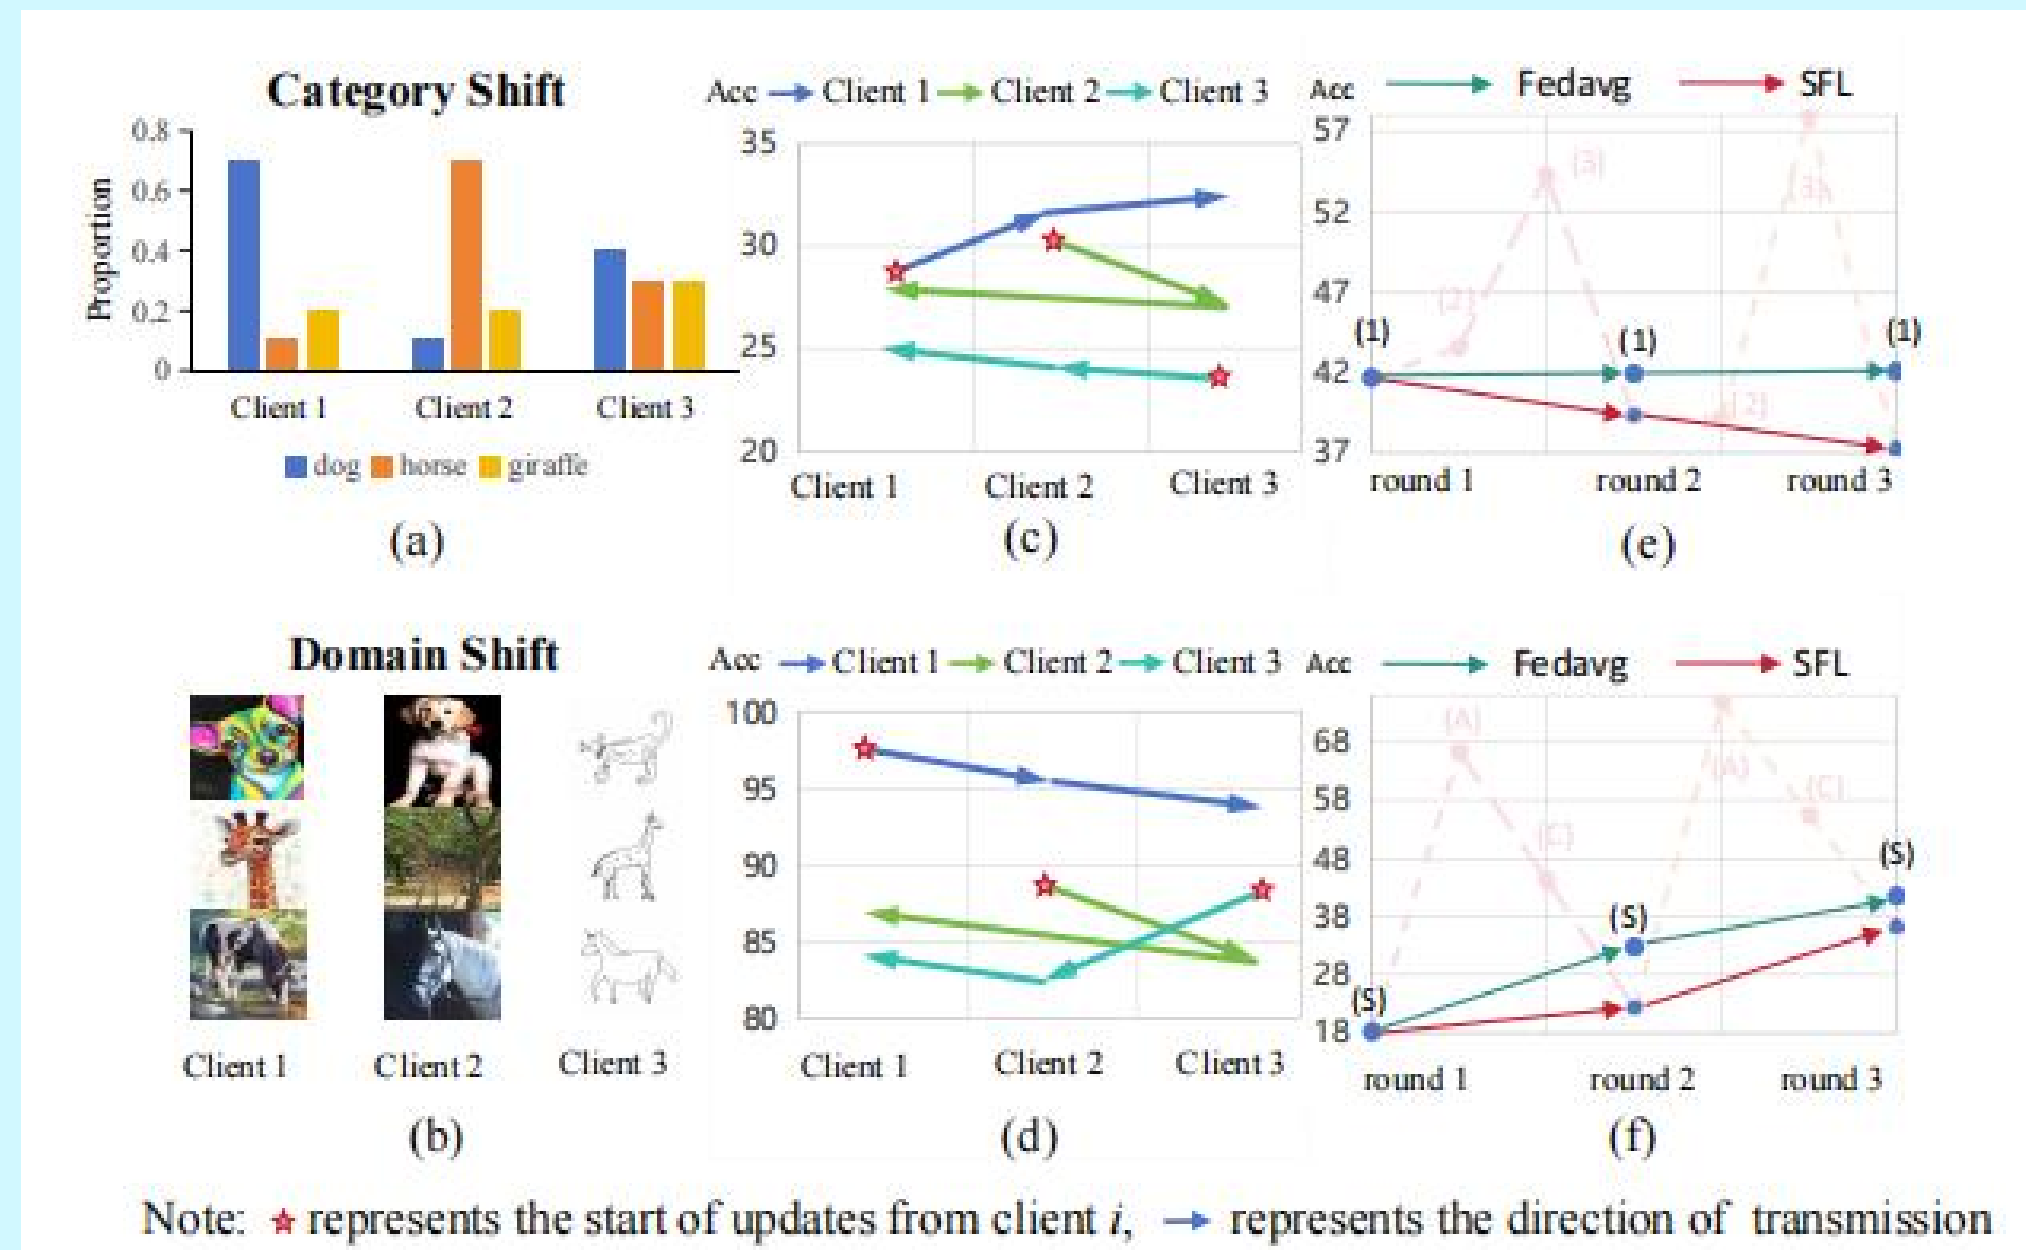 Category Shift
Proportion
0.8
0.6
0.4
0.2
0
Client 1 Client 2 Client 3
dog horse giraffe
(a)
Acc Client 1 Client 2 Client 3
35
30
25
20
Client 1 Client 2 Client 3
(c)
Acc Fedavg SFL
57
52
47
42
37
(1) (2) (3) (1) (2) (3) (1)
round 1 round 2 round 3
(e)
Domain Shift
Client 1 Client 2 Client 3
(b)
Acc Client 1 Client 2 Client 3
100
95
90
85
80
Client 1 Client 2 Client 3
(d)
Acc Fedavg SFL
68
58
48
38
28
18
(S) (A) (C) (S) (A) (C) (S)
round 1 round 2 round 3
(f)
Note: represents the start of updates from client i, represents the direction of transmission